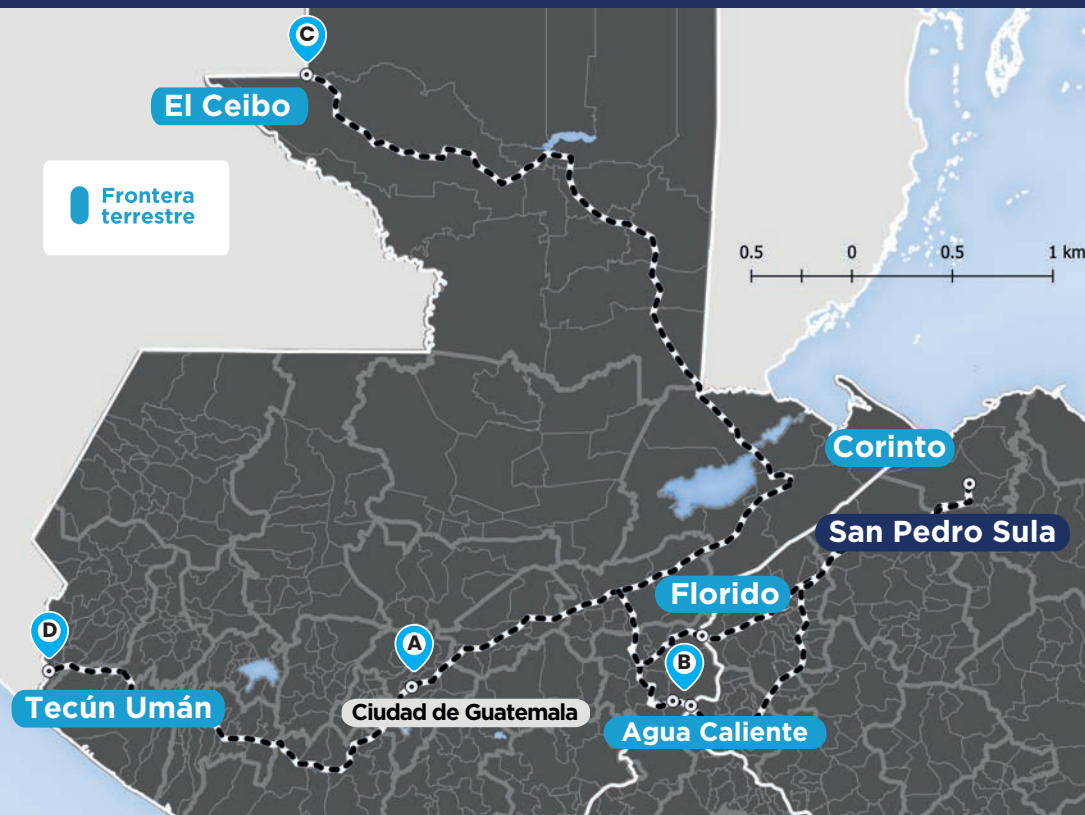 C
El Ceibo
Frontera
terrestre
0.5 0 0.5 1 km
Corinto
San Pedro Sula
Florido
D
A
B
Tecún Umán
Ciudad de Guatemala
Agua Caliente